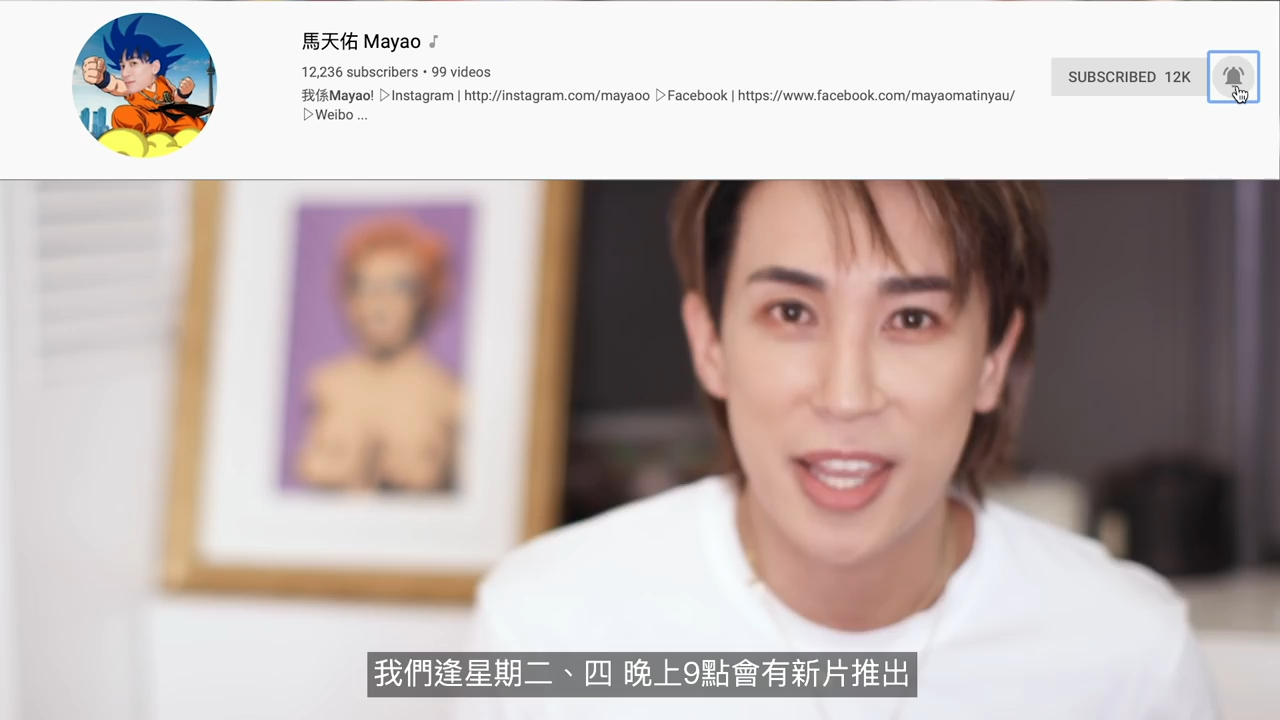 馬天佑 Mayao ♪
12,236 subscribers • 99 videos
我係Mayao! ▷Instagram | http://instagram.com/mayaoo ▷Facebook | https://www.facebook.com/mayaomatinyau/
▷Weibo ...
SUBSCRIBED 12K
我們逢星期二、四 晚上9點會有新片推出